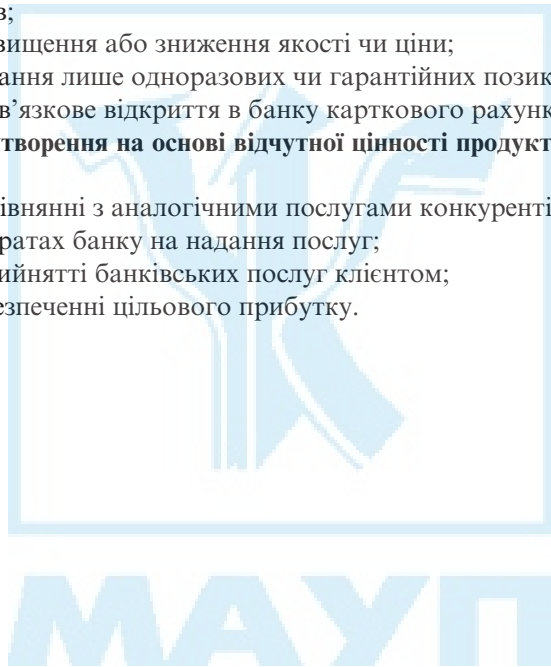 в;
вищення або зниження якості чи ціни;
ання лише одноразових чи гарантійних позик
в’язкове відкриття в банку карткового рахунк
творення на основі відчутної цінності продукт
івнянні з аналогічними послугами конкуренті
ратах банку на надання послуг;
ийнятті банківських послуг клієнтом;
езпеченні цільового прибутку.
МАУП